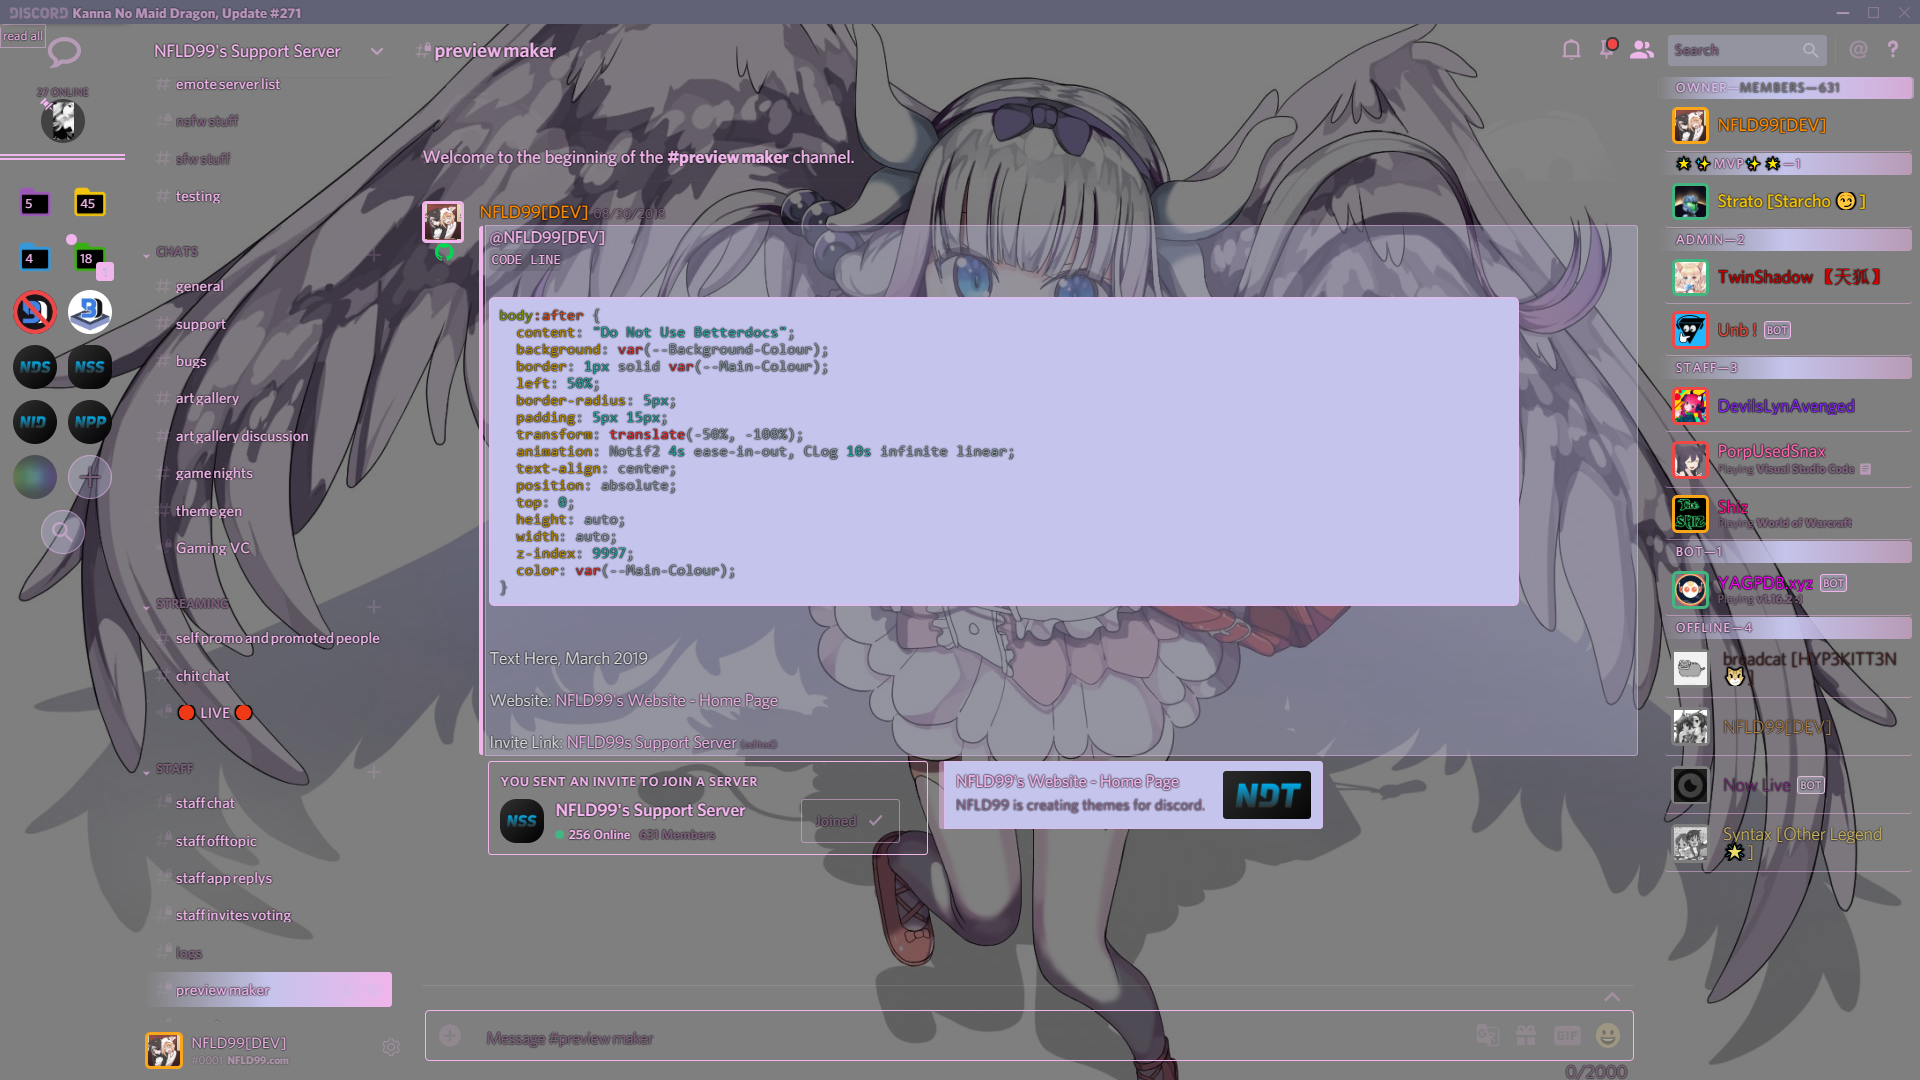 DISCORD Kanna No Maid Dragon, Update #271
read all
27 ONLINE
5
45
4
18
1
NDS
NSS
NID
NPP
NFLD99's Support Server
# emote server list
# nsfw stuff
# sfw stuff
# testing
CHATS
# general
# support
# bugs
# art gallery
# art gallery discussion
# game nights
# theme gen
Gaming VC
STREAMING
# self promo and promoted people
# chit chat
🔴 LIVE 🔴
STAFF
# staff chat
# staff offtopic
# staff app replys
# staff invites voting
# logs
# preview maker
NFLD99[DEV]
#0001 NFLD99.com
# preview maker
Search
Welcome to the beginning of the #preview maker channel.
NFLD99[DEV] 08/30/2018
@NFLD99[DEV]
CODE LINE
body:after {
content: "Do Not Use Betterdocs";
background: var(--Background-Colour);
border: 1px solid var(--Main-Colour);
left: 50%;
border-radius: 5px;
padding: 5px 15px;
transform: translate(-50%, -100%);
animation: Notif2 4s ease-in-out, CLog 10s infinite linear;
text-align: center;
position: absolute;
top: 0;
height: auto;
width: auto;
z-index: 9997;
color: var(--Main-Colour);
}
Text Here, March 2019
Website: NFLD99's Website - Home Page
Invite Link: NFLD99s Support Server (edited)
YOU SENT AN INVITE TO JOIN A SERVER
NSS
NFLD99's Support Server
256 Online 631 Members
Joined
NFLD99's Website - Home Page
NFLD99 is creating themes for discord.
NDT
Message #preview maker
GIF
0/2000
OWNER—MEMBERS—631
NFLD99[DEV]
🌟✨MVP✨🌟—1
Strato [Starcho 😏]
ADMIN—2
TwinShadow 【天狐】
Unb ! BOT
STAFF—3
DevilsLynAvenged
PorpUsedSnax
Playing Visual Studio Code
The SHIZ
Shiz
Playing World of Warcraft
BOT—1
YAGPDB.xyz BOT
OFFLINE—4
breadcat [HYP3K1TT3N
🐱]
NFLD99[DEV]
Now Live BOT
Syntax [Other Legend
🌟]